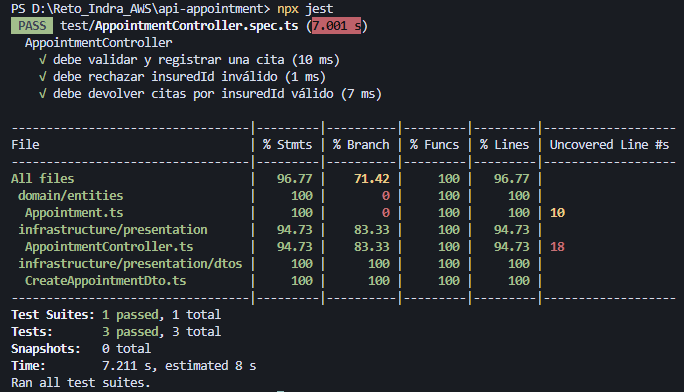 PS D:\Reto_Indra_AWS\api-appointment> npx jest
PASS test/AppointmentController.spec.ts (7.001 s)
AppointmentController
√ debe validar y registrar una cita (10 ms)
√ debe rechazar insuredId inválido (1 ms)
√ debe devolver citas por insuredId válido (7 ms)
----------------------------------|---------|----------|---------|---------|-------------------
File | % Stmts | % Branch | % Funcs | % Lines | Uncovered Line #s
----------------------------------|---------|----------|---------|---------|-------------------
All files | 96.77 | 71.42 | 100 | 96.77 |
domain/entities | 100 | 0 | 100 | 100 |
Appointment.ts | 100 | 0 | 100 | 100 | 10
infrastructure/presentation | 94.73 | 83.33 | 100 | 94.73 |
AppointmentController.ts | 94.73 | 83.33 | 100 | 94.73 | 18
infrastructure/presentation/dtos | 100 | 100 | 100 | 100 |
CreateAppointmentDto.ts | 100 | 100 | 100 | 100 |
----------------------------------|---------|----------|---------|---------|-------------------
Test Suites: 1 passed, 1 total
Tests: 3 passed, 3 total
Snapshots: 0 total
Time: 7.211 s, estimated 8 s
Ran all test suites.